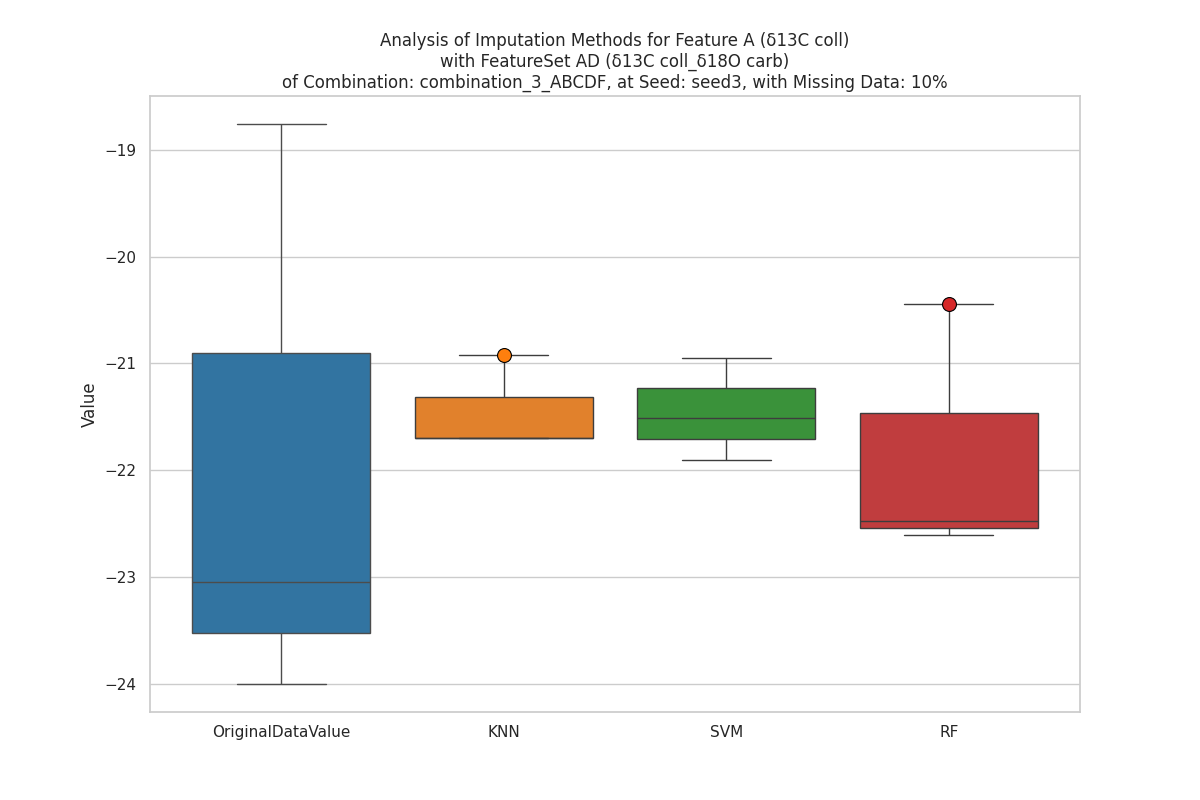 Analysis of Imputation Methods for Feature A (δ13C coll)
with FeatureSet AD (δ13C coll_δ18O carb)
of Combination: combination_3_ABCDF, at Seed: seed3, with Missing Data: 10%
−19
−20
−21
−22
−23
−24
Value
OriginalDataValue
KNN
SVM
RF